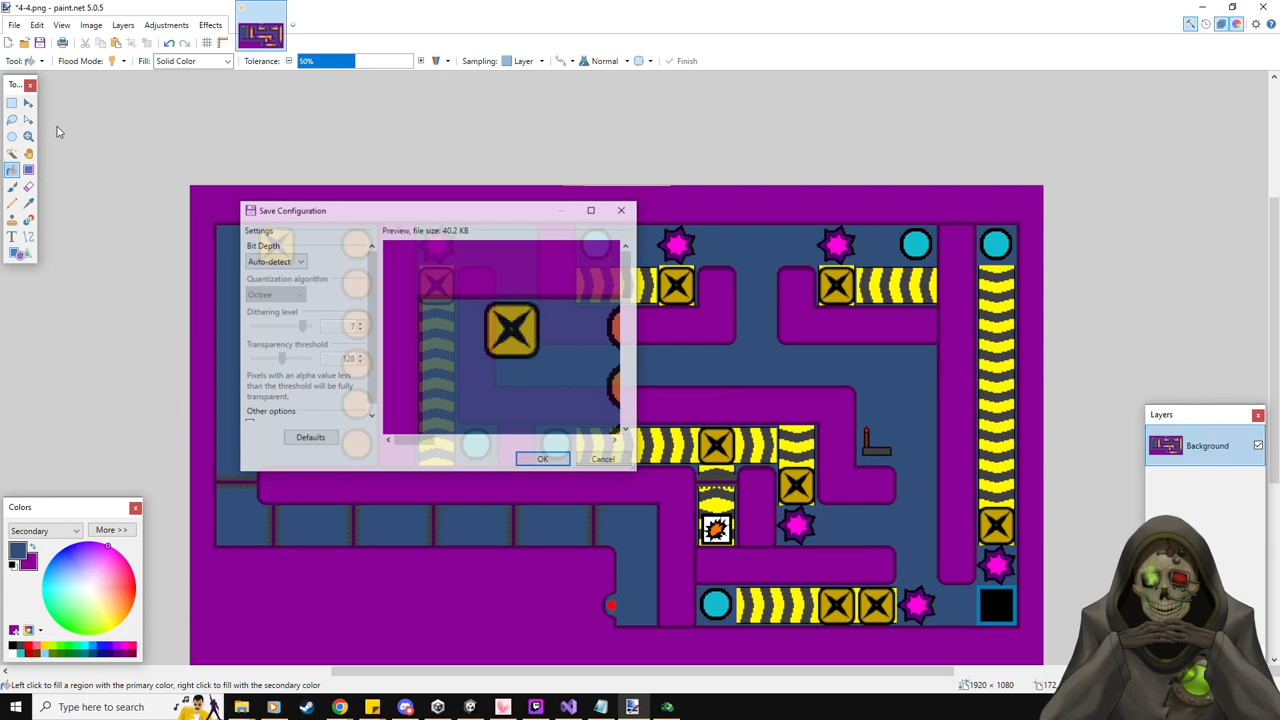 *4-4.png - paint.net 5.0.5
File Edit View Image Layers Adjustments Effects
Tool: Flood Mode: Fill: Solid Color Tolerance: 50% Sampling: Layer Normal Finish
To...
Save Configuration
Settings
Preview, file size: 40.2 KB
Bit Depth
Auto-detect
Quantization algorithm
Octree
Dithering level
7
Transparency threshold
128
Pixels with an alpha value less
than the threshold will be fully
transparent.
Other options
Defaults
OK
Cancel
Layers
Background
Colors
Secondary
More >>
Left click to fill a region with the primary color, right click to fill with the secondary color
1920 × 1080
172
Type here to search